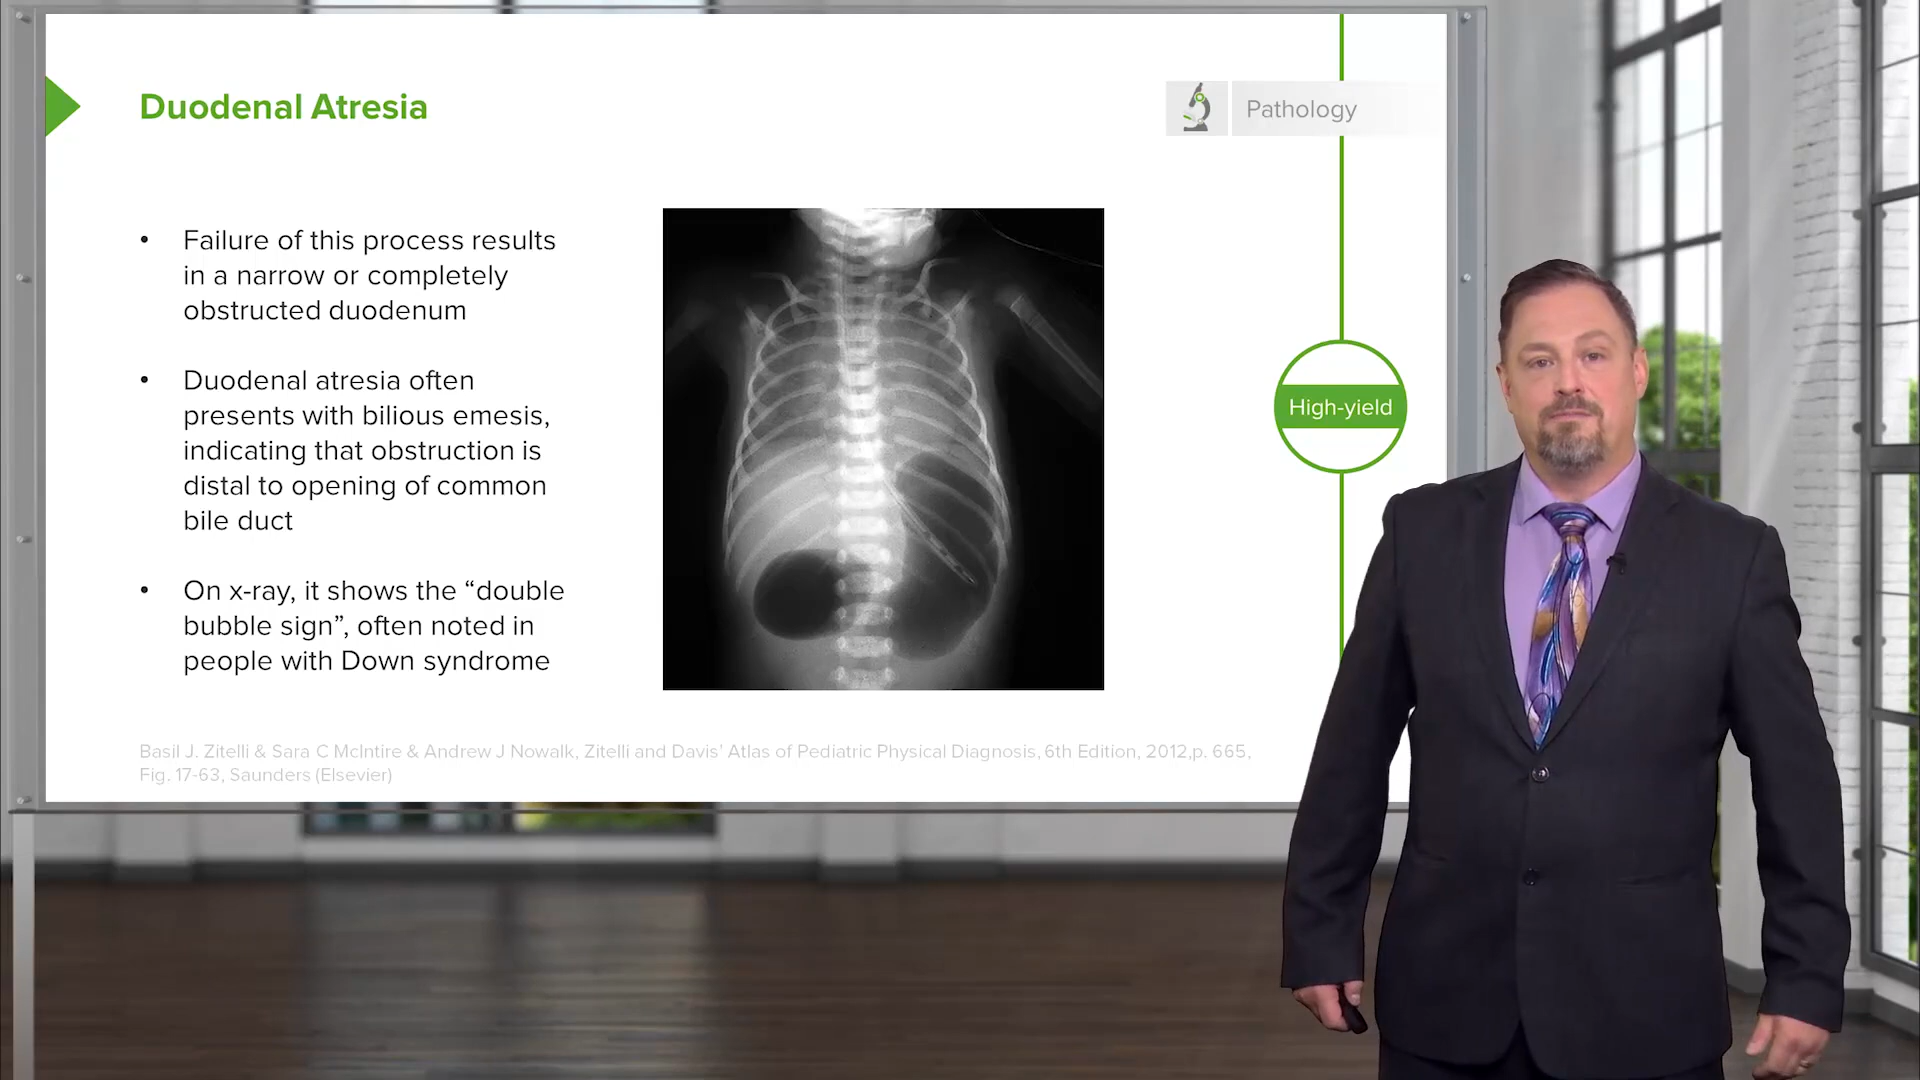 Duodenal Atresia
Pathology
• Failure of this process results
in a narrow or completely
obstructed duodenum
• Duodenal atresia often
presents with bilious emesis,
indicating that obstruction is
distal to opening of common
bile duct
• On x-ray, it shows the “double
bubble sign”, often noted in
people with Down syndrome
High-yield
Basil J. Zitelli & Sara C McIntire & Andrew J Nowalk, Zitelli and Davis’ Atlas of Pediatric Physical Diagnosis, 6th Edition, 2012,p. 665,
Fig. 17-63, Saunders (Elsevier)